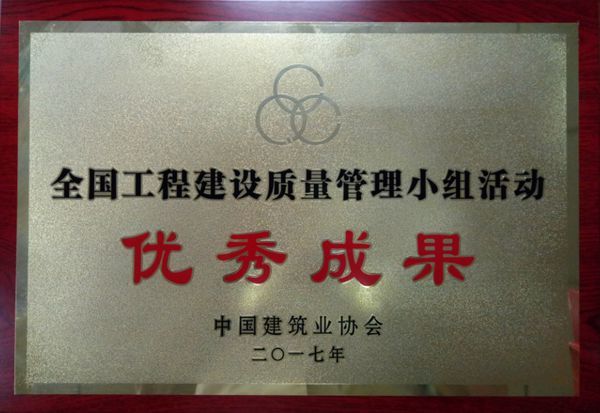 全国工程建设质量管理小组活动
优秀成果
中国建筑业协会
二〇一七年